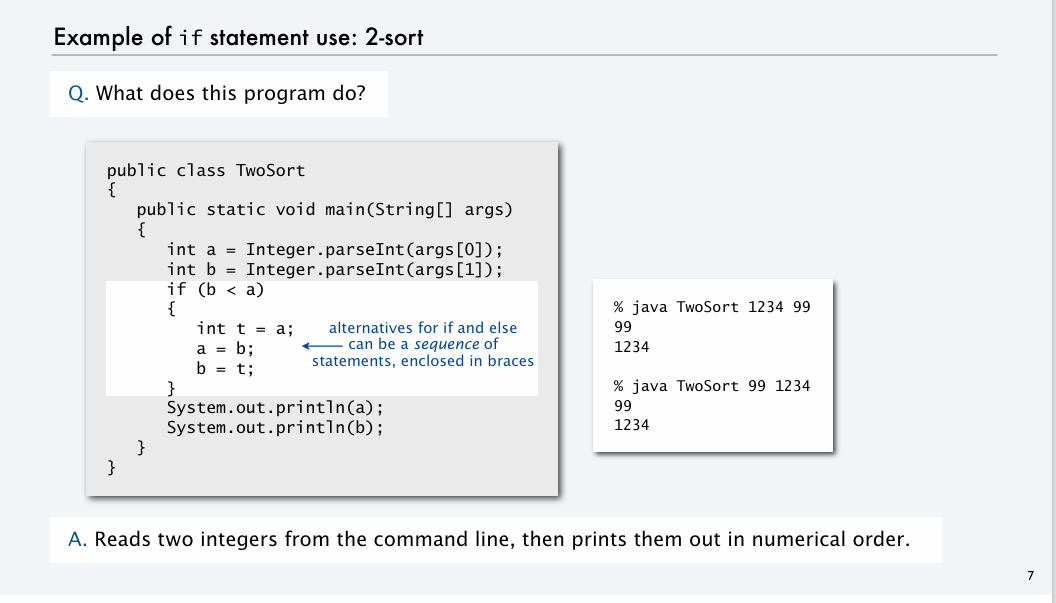 Example of if statement use: 2-sort
Q. What does this program do?
public class TwoSort
{
   public static void main(String[] args)
   {
      int a = Integer.parseInt(args[0]);
      int b = Integer.parseInt(args[1]);
      if (b < a)
      {
         int t = a;
         a = b;
         b = t;
      }
      System.out.println(a);
      System.out.println(b);
   }
}
alternatives for if and else
can be a sequence of
statements, enclosed in braces
% java TwoSort 1234 99
99
1234
% java TwoSort 99 1234
99
1234
A. Reads two integers from the command line, then prints them out in numerical order.
7